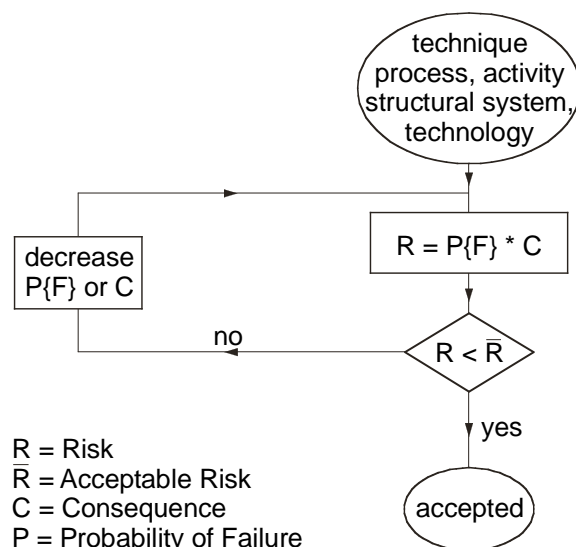 technique
process, activity
structural system,
technology
decrease
P{F} or C
R = P{F} * C
no
R < R̅
yes
R = Risk
R̅ = Acceptable Risk
C = Consequence
P = Probability of Failure
accepted